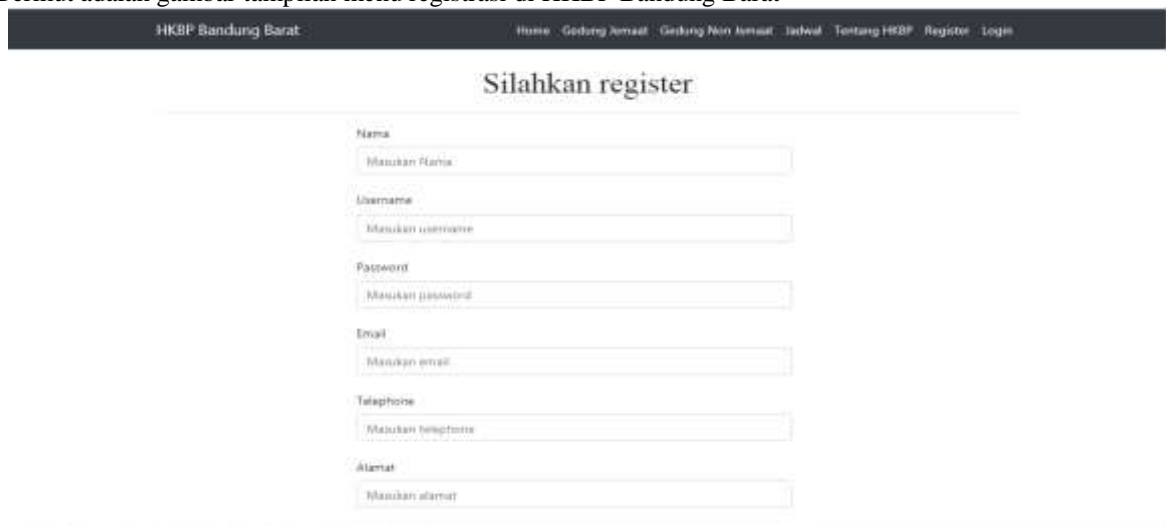 adalah gambar tampilan menu registrasi di HKBP Bandung Barat
HKBP Bandung Barat Home Gedung Jemaat Gedung Non Jemaat Jadwal Tentang HKBP Register Login
Silahkan register
Nama
Masukan Nama
Username
Masukan username
Password
Masukan password
Email
Masukan email
Telephone
Masukan telephone
Alamat
Masukan alamat